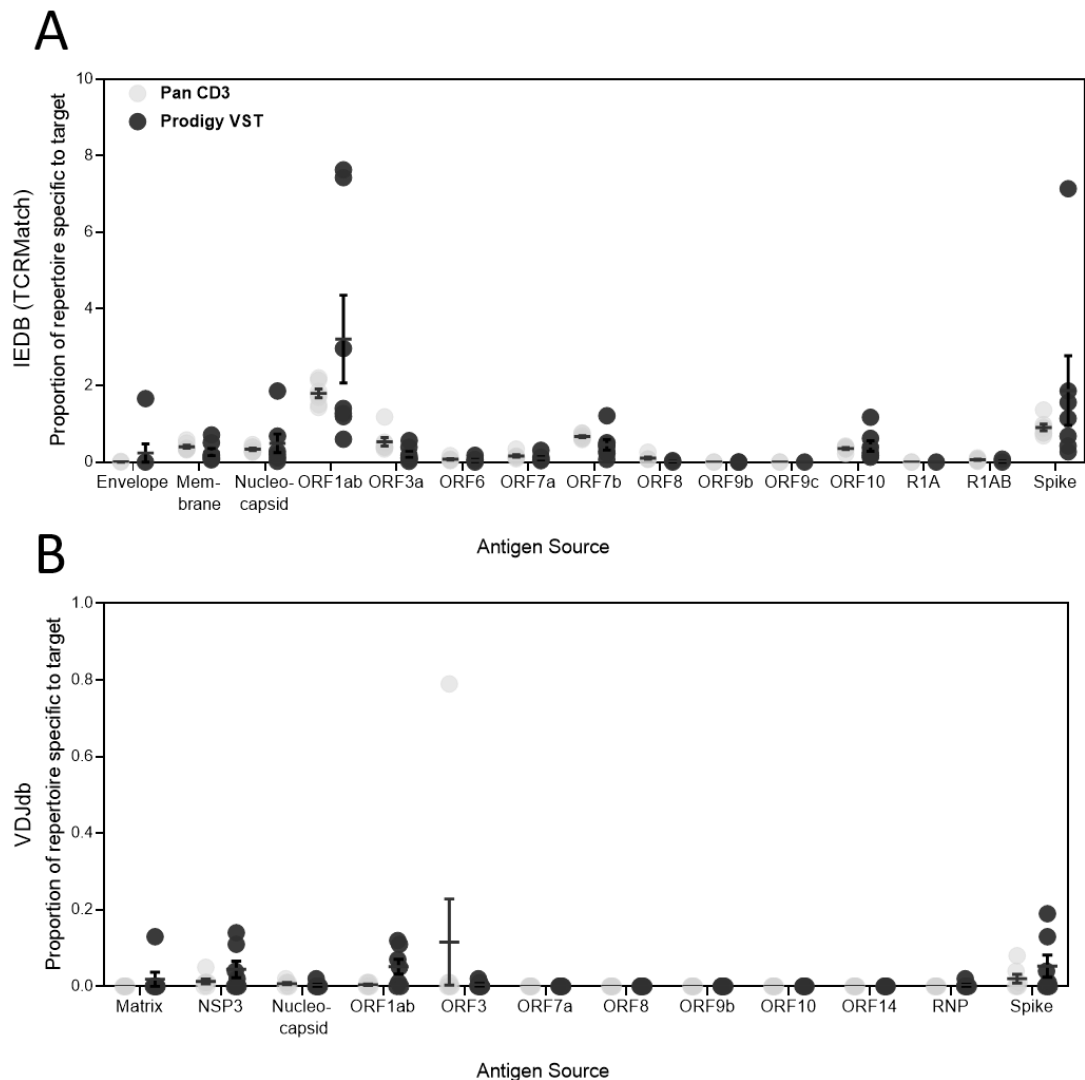 A
IEDB (TCRMatch)
Proportion of repertoire specific to target
10
8
6
4
2
0
Pan CD3
Prodigy VST
Envelope Mem- Nucleo- ORF1ab ORF3a ORF6 ORF7a ORF7b ORF8 ORF9b ORF9c ORF10 R1A R1AB Spike
brane capsid
Antigen Source
B
VDJdb
Proportion of repertoire specific to target
1.0
0.8
0.6
0.4
0.2
0.0
Matrix NSP3 Nucleo- ORF1ab ORF3 ORF7a ORF8 ORF9b ORF10 ORF14 RNP Spike
capsid
Antigen Source